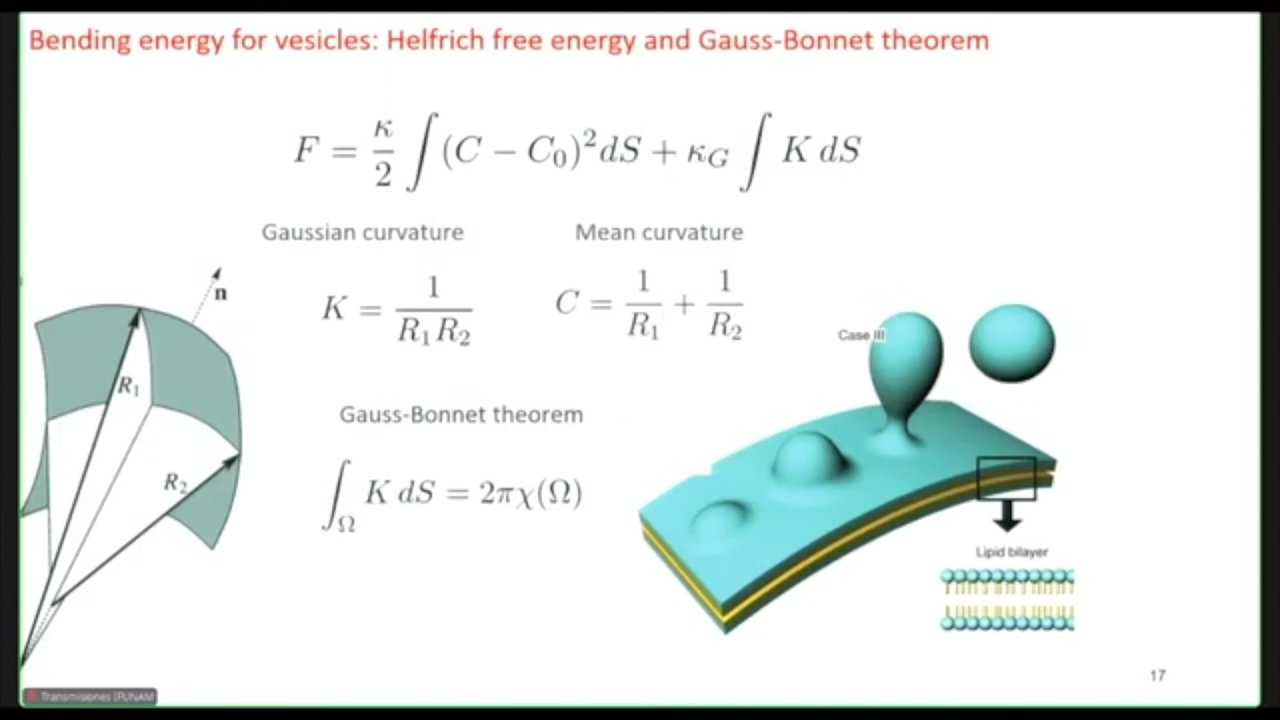 Bending energy for vesicles: Helfrich free energy and Gauss-Bonnet theorem
F = κ/2 ∫(C − C₀)²dS + κ_G ∫ K dS
Gaussian curvature
Mean curvature
K = 1/(R₁R₂)
C = 1/R₁ + 1/R₂
n
R₁
R₂
Case III
Gauss-Bonnet theorem
∫_Ω K dS = 2πχ(Ω)
Lipid bilayer
17
Transmisiones IFUNAM